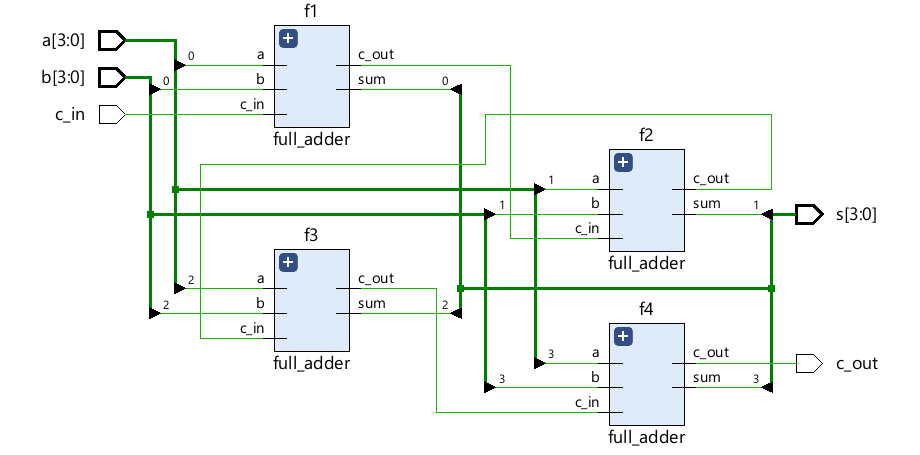 f1
a[3:0]
0
a
c_out
b[3:0]
0
b
sum
0
c_in
c_in
full_adder
f2
1
a
c_out
1
b
sum
1
s[3:0]
c_in
full_adder
f3
2
a
c_out
2
b
sum
2
c_in
full_adder
f4
3
a
c_out
c_out
3
b
sum
3
c_in
full_adder